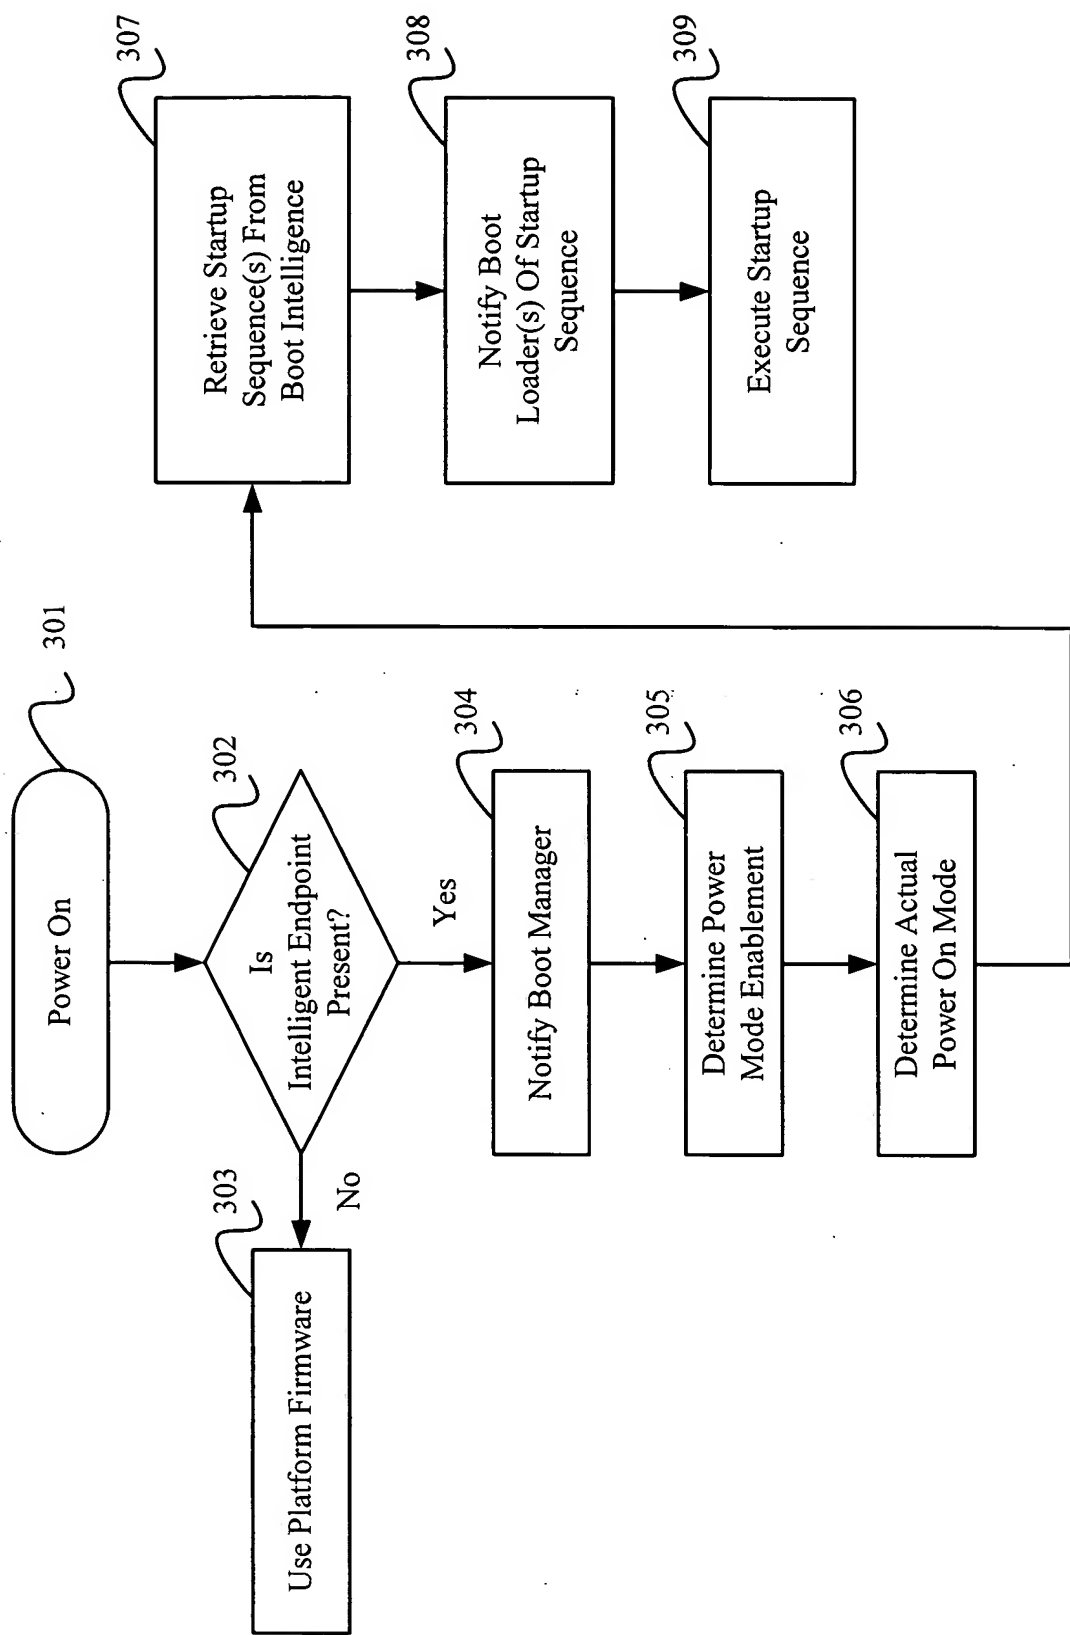 301
Power On
302
Is
Intelligent Endpoint
Present?
No
Yes
303
Use Platform Firmware
304
Notify Boot Manager
305
Determine Power
Mode Enablement
306
Determine Actual
Power On Mode
307
Retrieve Startup
Sequence(s) From
Boot Intelligence
308
Notify Boot
Loader(s) Of Startup
Sequence
309
Execute Startup
Sequence